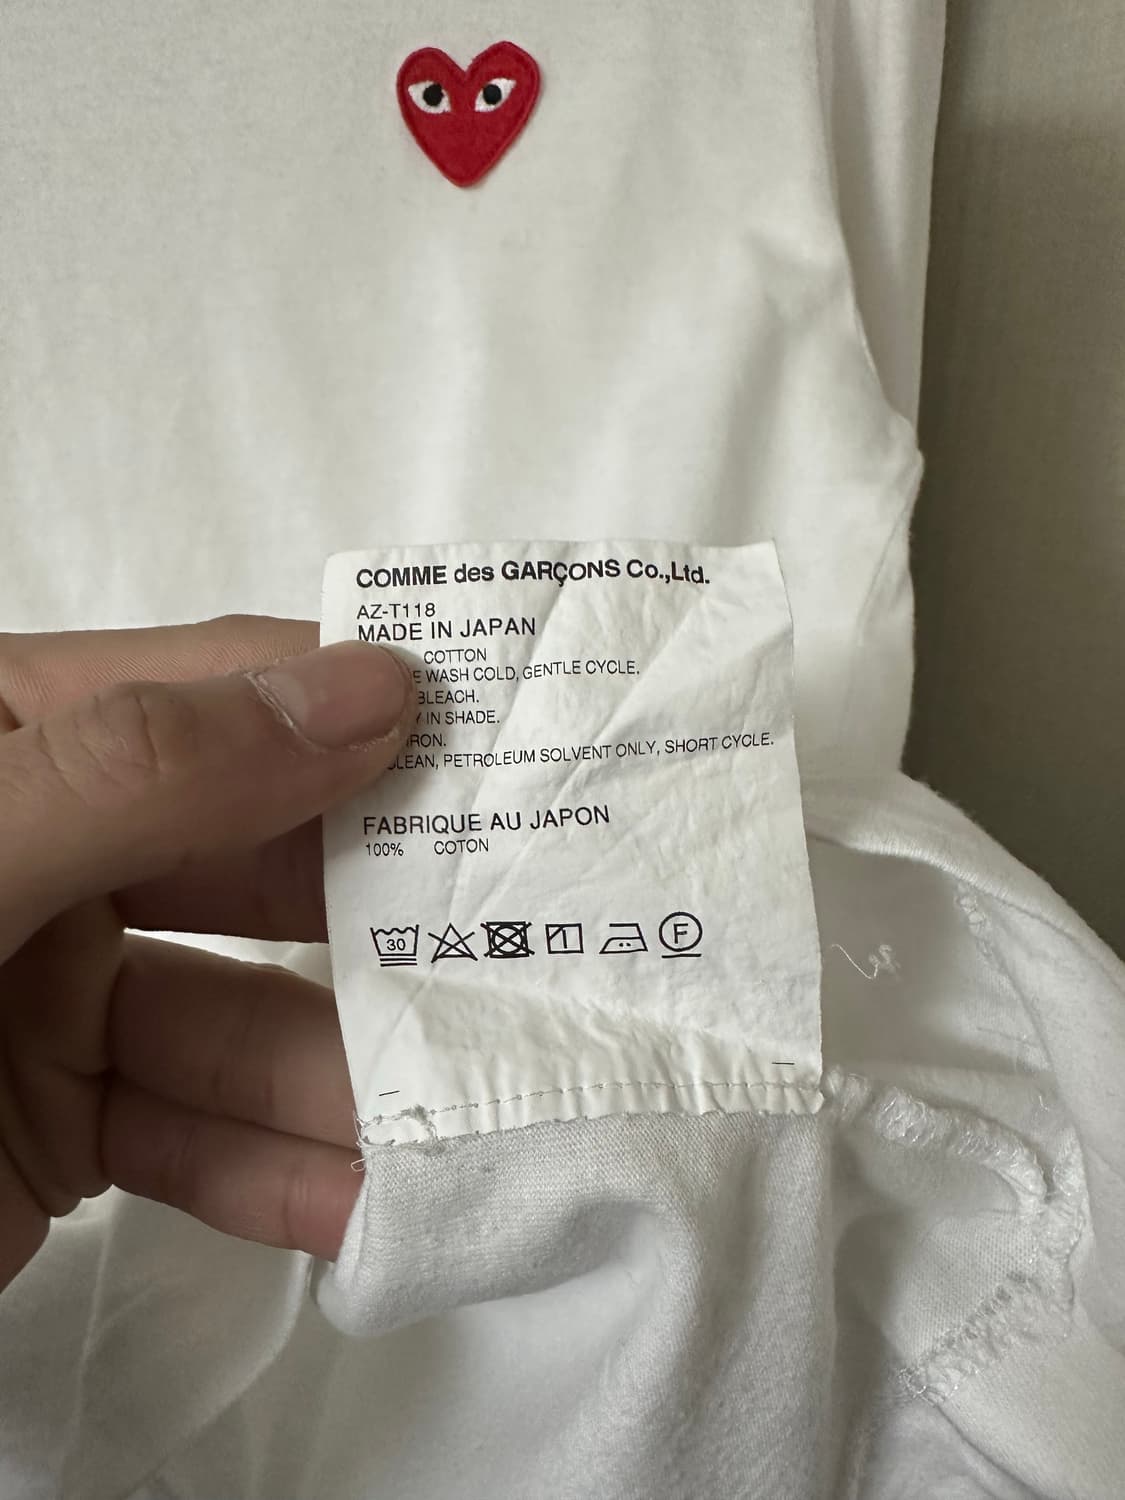 COMME des GARÇONS Co.,Ltd.
AZ-T118
MADE IN JAPAN
COTTON
WASH COLD, GENTLE CYCLE.
BLEACH.
IN SHADE.
IRON.
PETROLEUM SOLVENT ONLY, SHORT CYCLE.
FABRIQUE AU JAPON
100% COTON
30 F